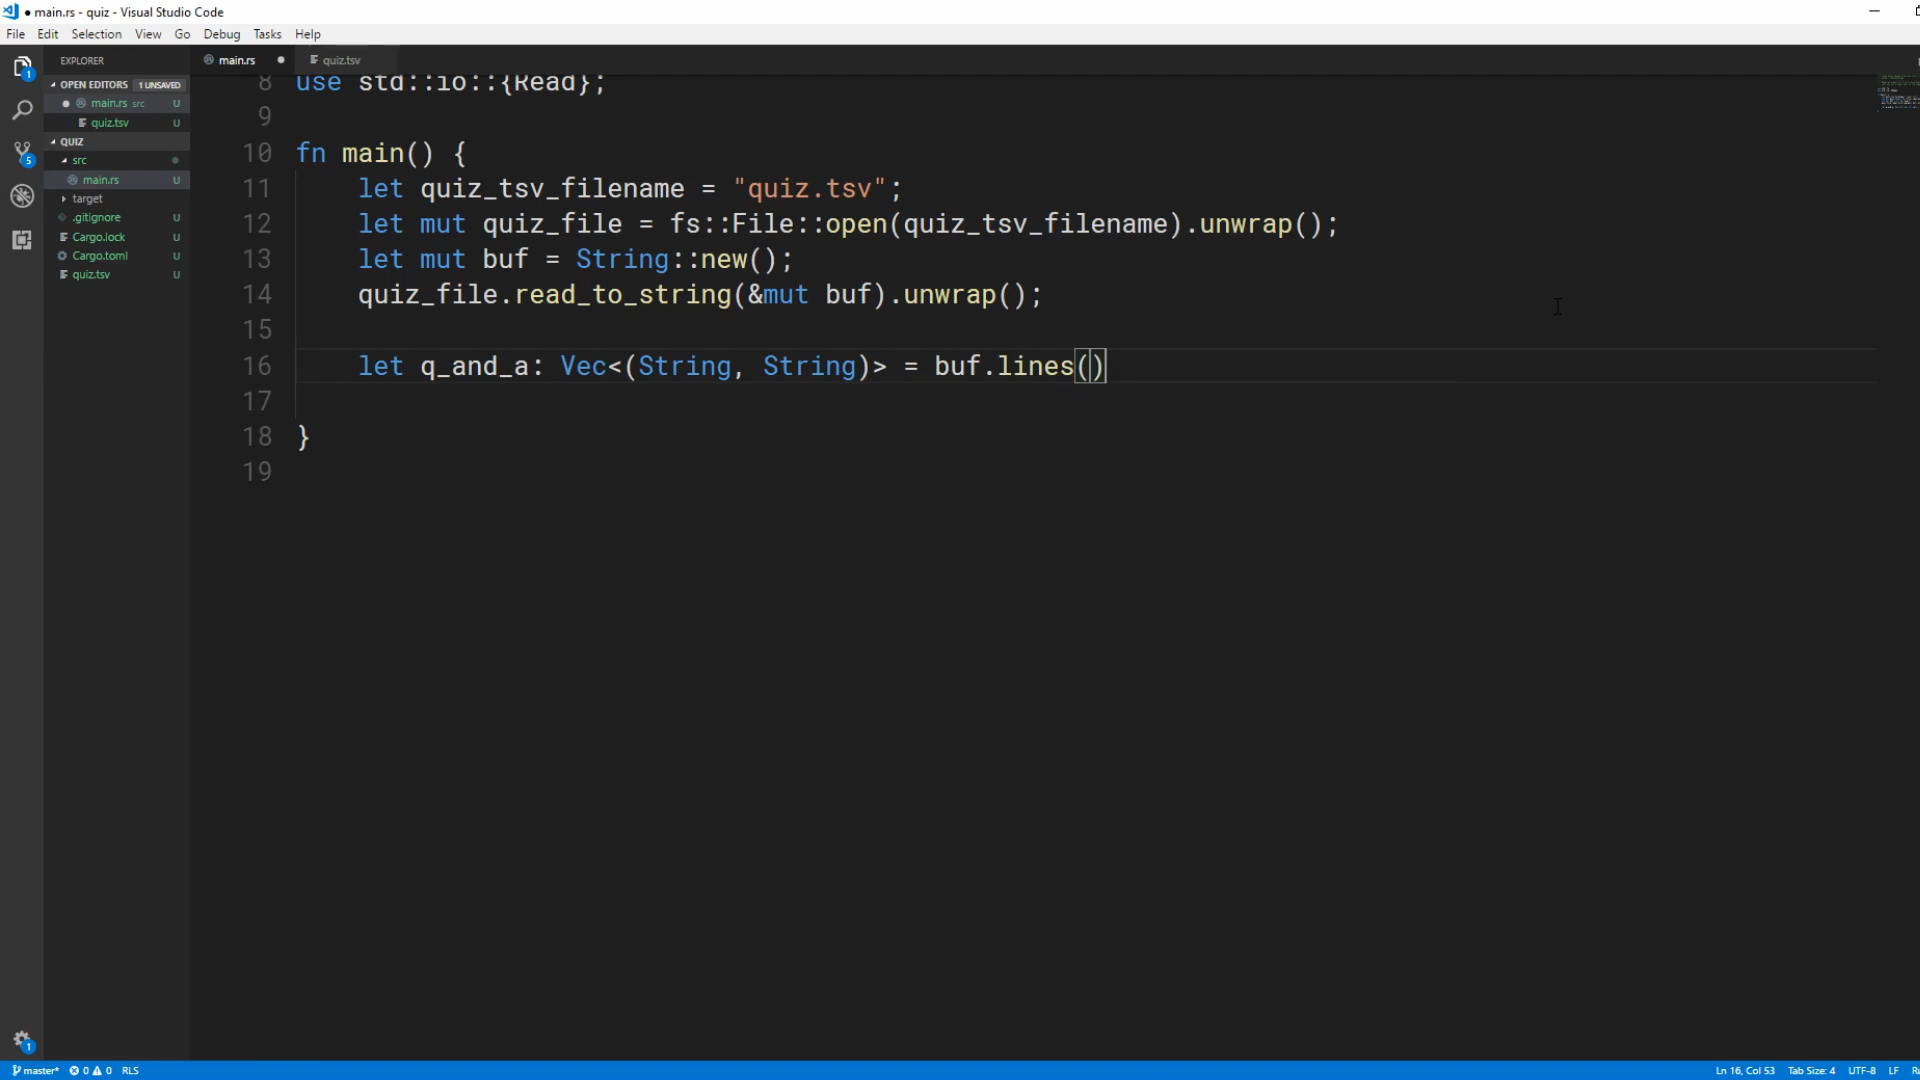 ● main.rs - quiz - Visual Studio Code
File Edit Selection View Go Debug Tasks Help
EXPLORER
OPEN EDITORS 1 UNSAVED
main.rs src U
quiz.tsv U
QUIZ
src
main.rs U
target
.gitignore U
Cargo.lock U
Cargo.toml U
quiz.tsv U
1
5
1
main.rs quiz.tsv
8 use std::io::{Read};
9
10 fn main() {
11 let quiz_tsv_filename = "quiz.tsv";
12 let mut quiz_file = fs::File::open(quiz_tsv_filename).unwrap();
13 let mut buf = String::new();
14 quiz_file.read_to_string(&mut buf).unwrap();
15
16 let q_and_a: Vec<(String, String)> = buf.lines()
17
18 }
19
master* 0 0 RLS Ln 16, Col 53 Tab Size: 4 UTF-8 LF